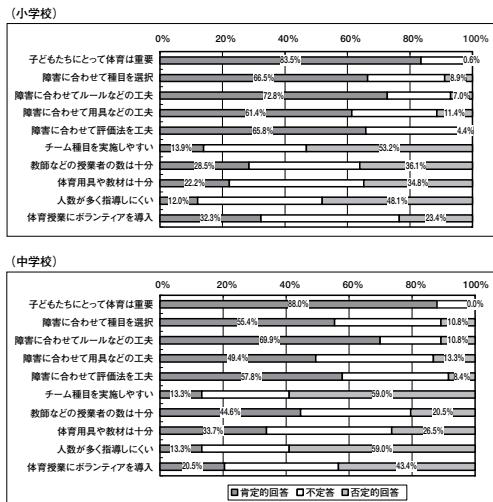 (小学校)
0% 20% 40% 60% 80% 100%
子どもたちにとって体育は重要 83.5% 0.6%
障害に合わせて種目を選択 66.5% 8.9%
障害に合わせてルールなどの工夫 72.8% 7.0%
障害に合わせて用具などの工夫 61.4% 11.4%
障害に合わせて評価法を工夫 65.8% 4.4%
チーム種目を実施しやすい 13.9% 53.2%
教師などの授業者の数は十分 28.5% 36.1%
体育用具や教材は十分 22.2% 34.8%
人数が多く指導しにくい 12.0% 48.1%
体育授業にボランティアを導入 32.3% 23.4%
(中学校)
0% 20% 40% 60% 80% 100%
子どもたちにとって体育は重要 88.0% 0.0%
障害に合わせて種目を選択 55.4% 10.8%
障害に合わせてルールなどの工夫 69.9% 10.8%
障害に合わせて用具などの工夫 49.4% 13.3%
障害に合わせて評価法を工夫 57.8% 8.4%
チーム種目を実施しやすい 13.3% 59.0%
教師などの授業者の数は十分 44.6% 20.5%
体育用具や教材は十分 33.7% 26.5%
人数が多く指導しにくい 13.3% 59.0%
体育授業にボランティアを導入 20.5% 43.4%
肯定的回答 不定答 否定的回答